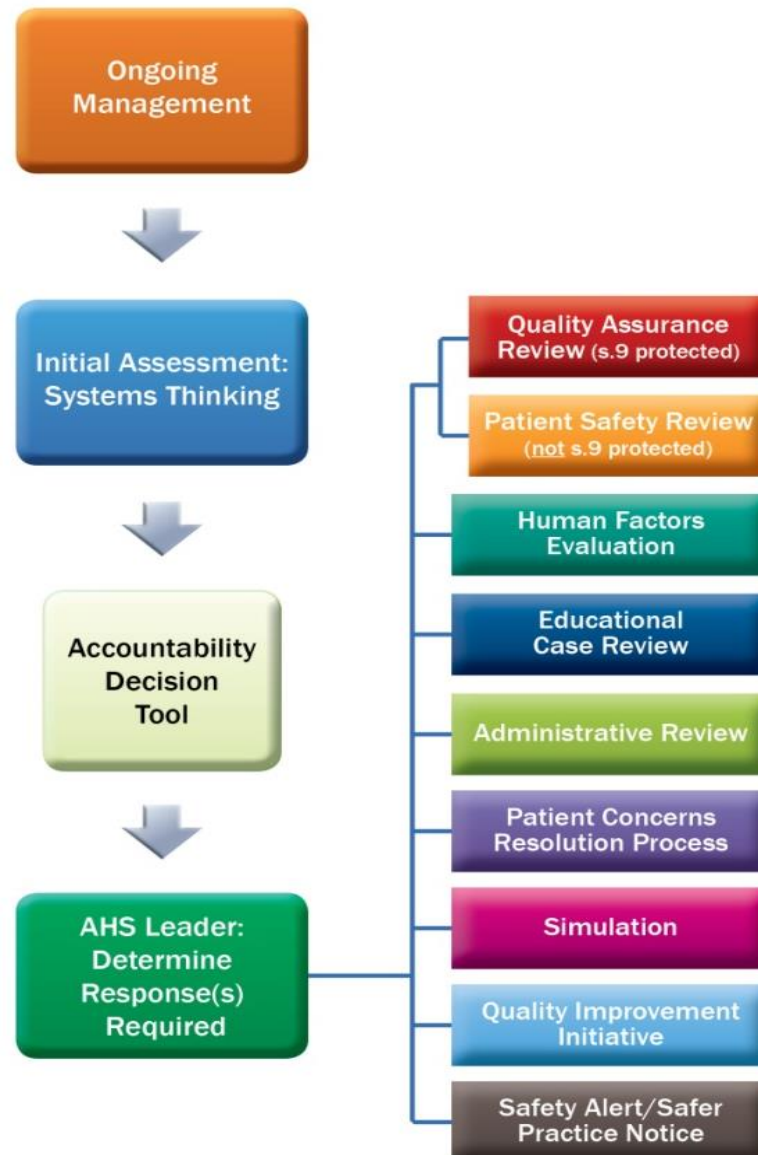 Ongoing
Management
Initial Assessment:
Systems Thinking
Accountability
Decision
Tool
AHS Leader:
Determine
Response(s)
Required
Quality Assurance
Review (s.9 protected)
Patient Safety Review
(not s.9 protected)
Human Factors
Evaluation
Educational
Case Review
Administrative Review
Patient Concerns
Resolution Process
Simulation
Quality Improvement
Initiative
Safety Alert/Safer
Practice Notice